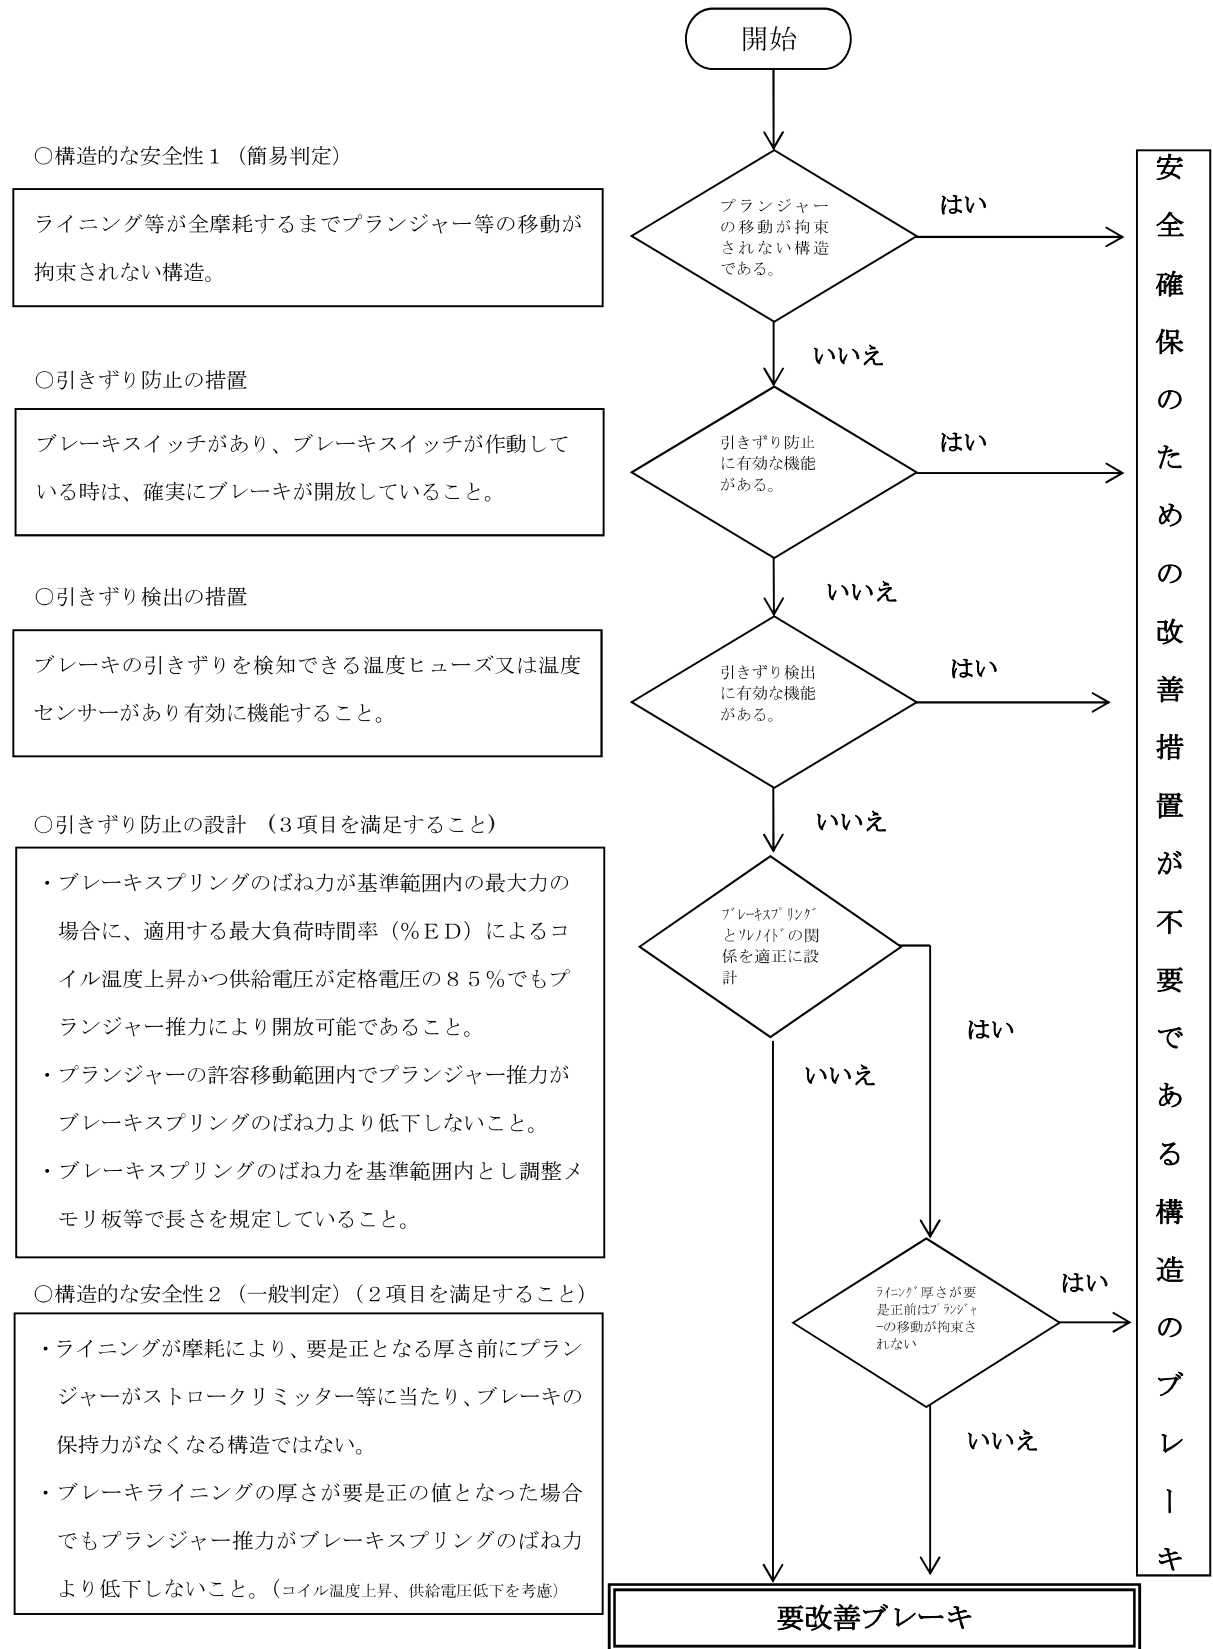 開始
○構造的な安全性１（簡易判定）
ライニング等が全摩耗するまでプランジャー等の移動が
拘束されない構造。
プランジャー
の移動が拘束
されない構造
である。
はい
いいえ
○引きずり防止の措置
ブレーキスイッチがあり、ブレーキスイッチが作動して
いる時は、確実にブレーキが開放していること。
引きずり防止
に有効な機能
がある。
はい
いいえ
○引きずり検出の措置
ブレーキの引きずりを検知できる温度ヒューズ又は温度
センサーがあり有効に機能すること。
引きずり検出
に有効な機能
がある。
はい
いいえ
○引きずり防止の設計　（３項目を満足すること）
・ブレーキスプリングのばね力が基準範囲内の最大力の
場合に、適用する最大負荷時間率（％ＥＤ）によるコ
イル温度上昇かつ供給電圧が定格電圧の８５％でもプ
ランジャー推力により開放可能であること。
・プランジャーの許容移動範囲内でプランジャー推力が
ブレーキスプリングのばね力より低下しないこと。
・ブレーキスプリングのばね力を基準範囲内とし調整メ
モリ板等で長さを規定していること。
ﾌﾞﾚｰｷｽﾌﾟﾘﾝｸﾞ
とｿﾚﾉｲﾄﾞの関
係を適正に設
計
はい
いいえ
○構造的な安全性２（一般判定）（２項目を満足すること）
・ライニングが摩耗により、要是正となる厚さ前にプラン
ジャーがストロークリミッター等に当たり、ブレーキの
保持力がなくなる構造ではない。
・ブレーキライニングの厚さが要是正の値となった場合
でもプランジャー推力がブレーキスプリングのばね力
より低下しないこと。（コイル温度上昇、供給電圧低下を考慮）
ﾗｲﾆﾝｸﾞ厚さが要
是正前はﾌﾟﾗﾝｼﾞｬ
ｰの移動が拘束さ
れない
はい
いいえ
要改善ブレーキ
安全確保のための改善措置が不要である構造のブレーキ